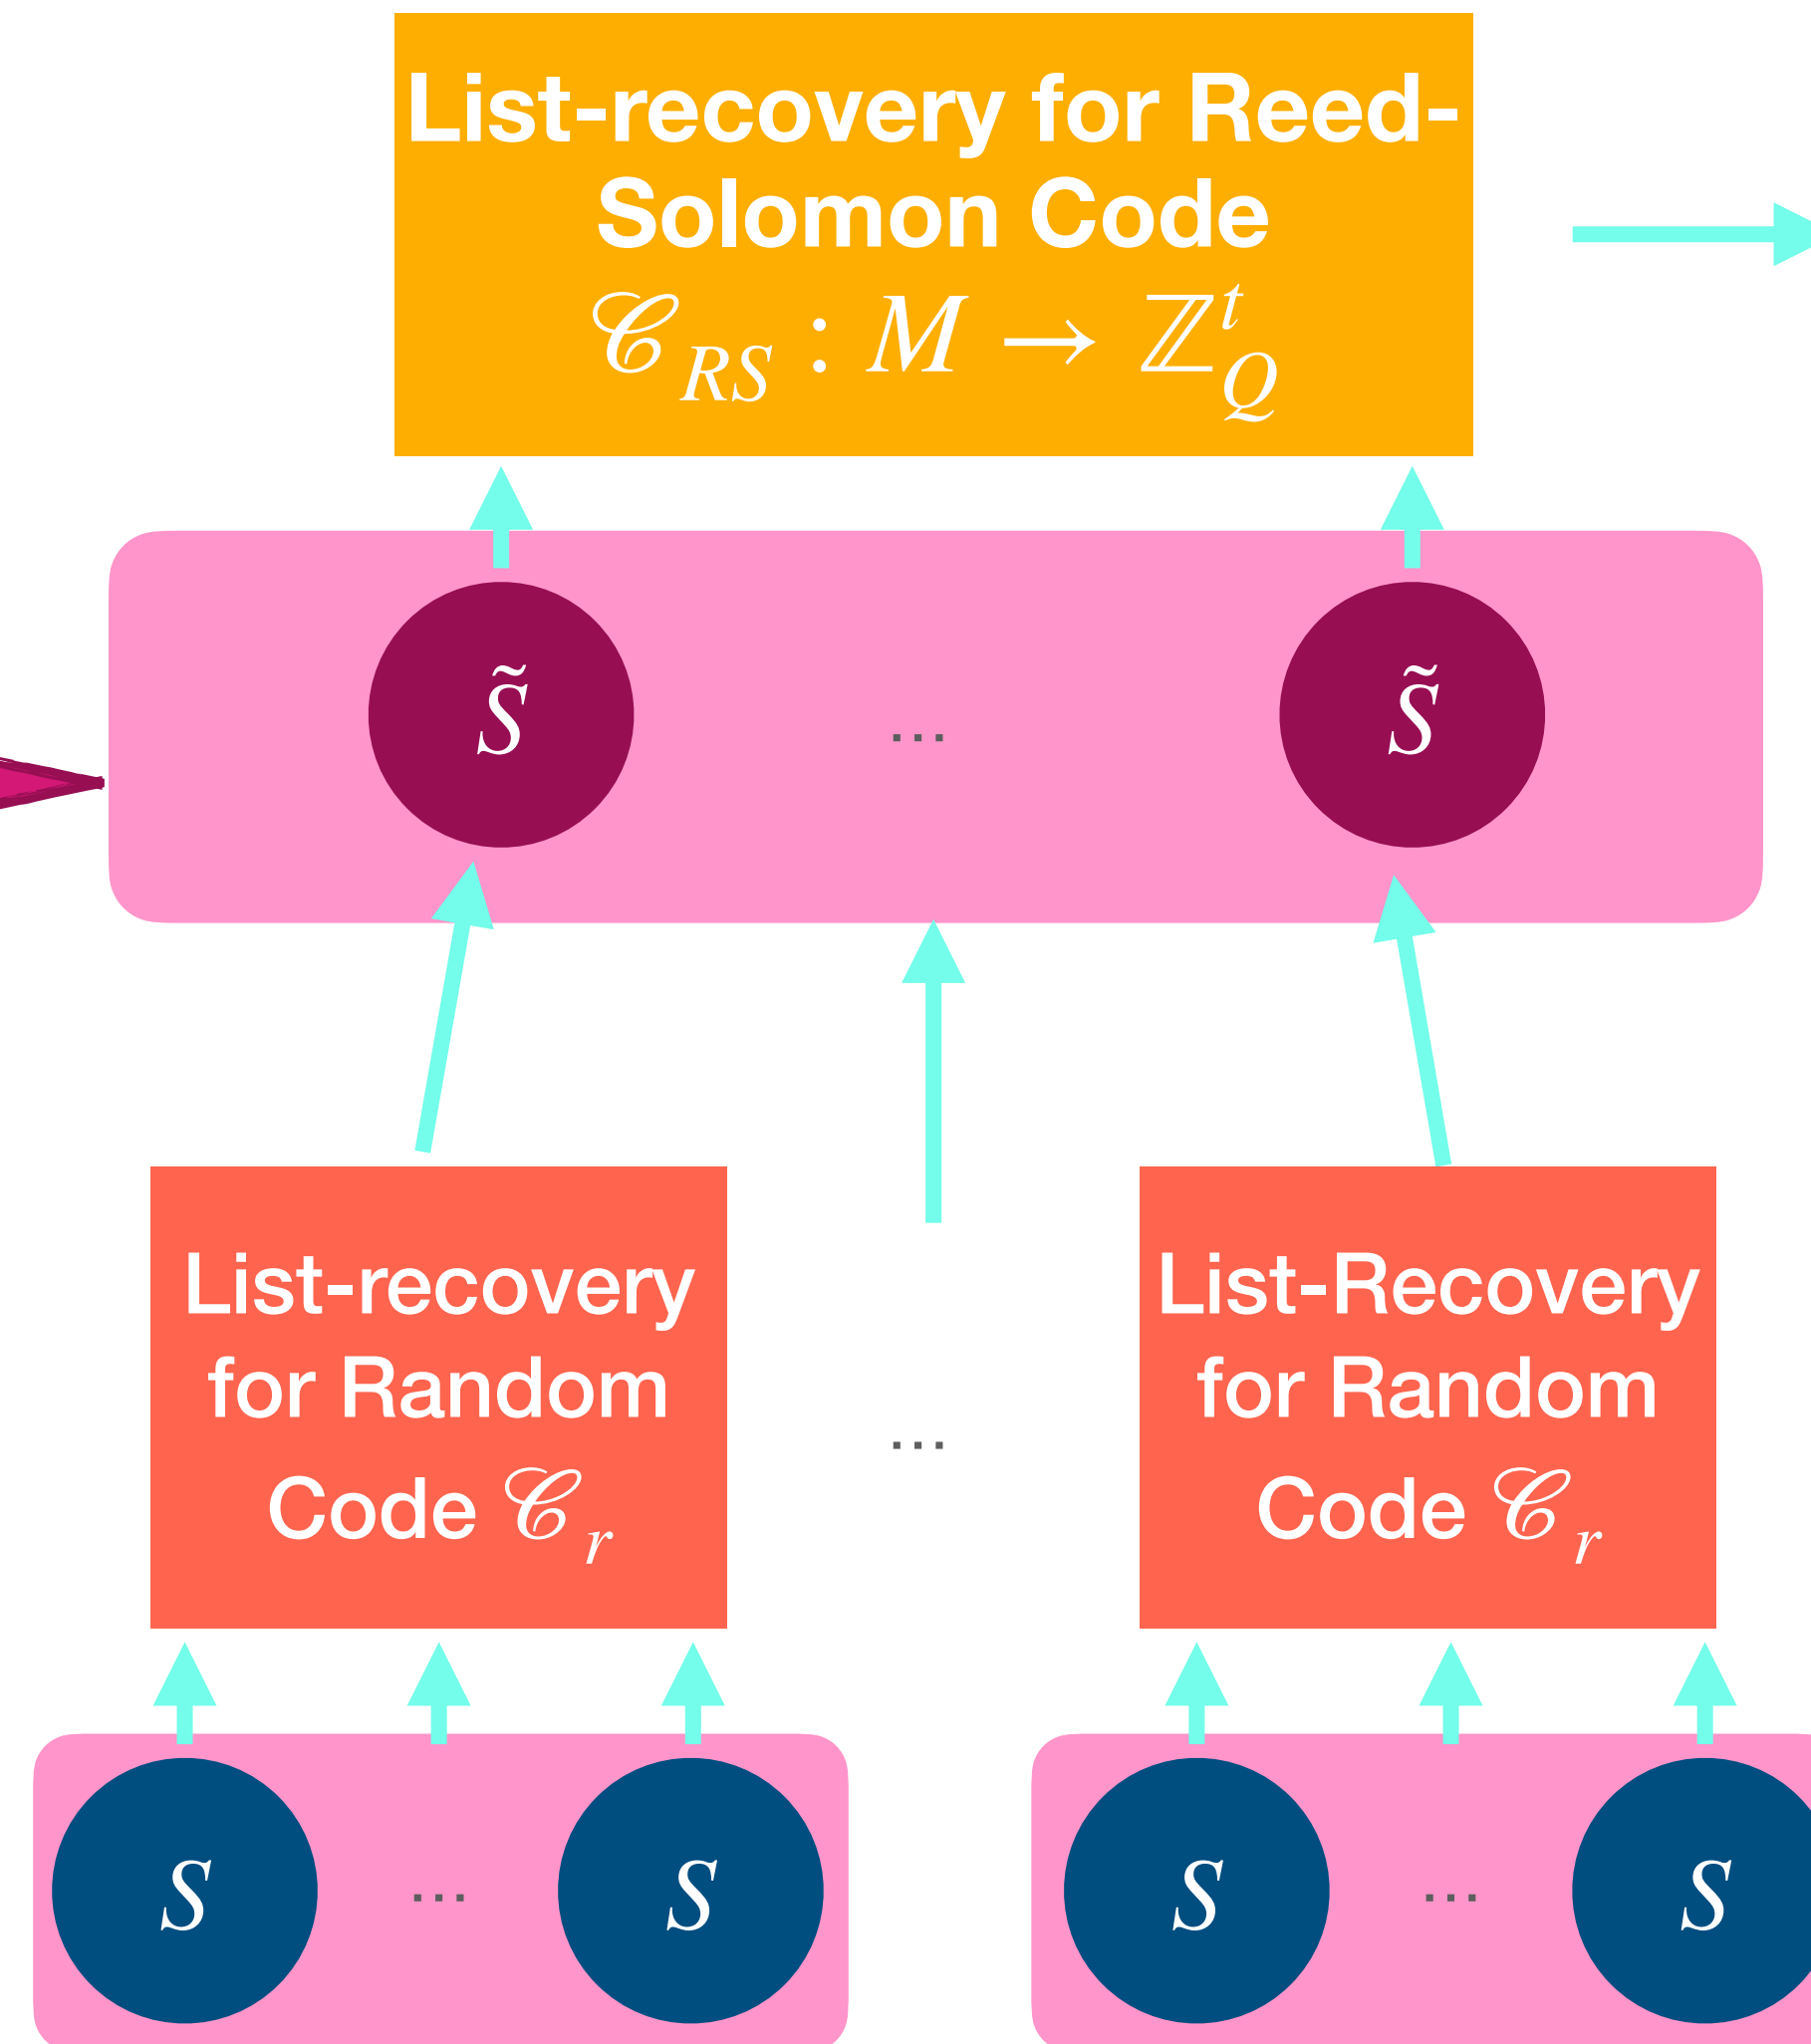 List-recovery for Reed-
Solomon Code
𝒞_RS : M → ℤ_Q^t
S̃ ... S̃
List-recovery
for Random
Code 𝒞_r
...
List-Recovery
for Random
Code 𝒞_r
S ... S
S ... S